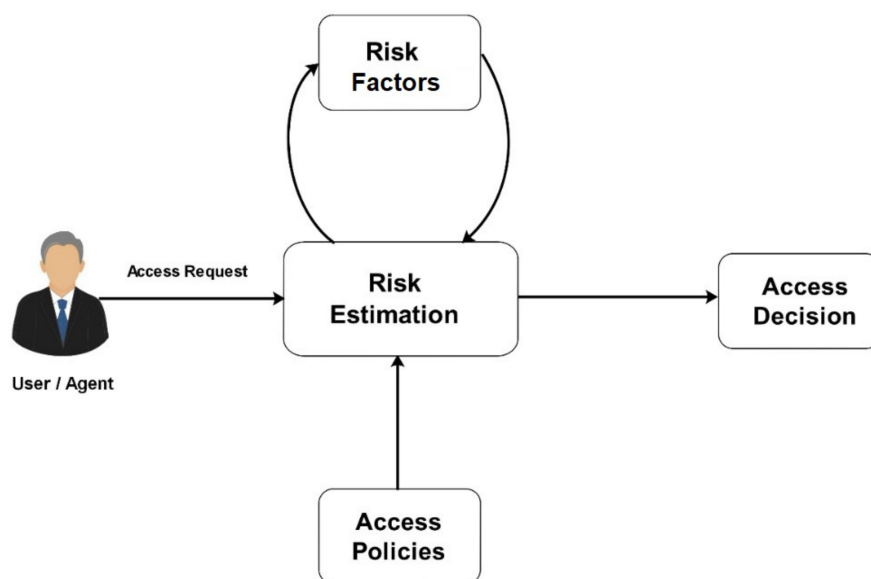 Risk
Factors
Access Request
Risk
Estimation
Access
Decision
User / Agent
Access
Policies